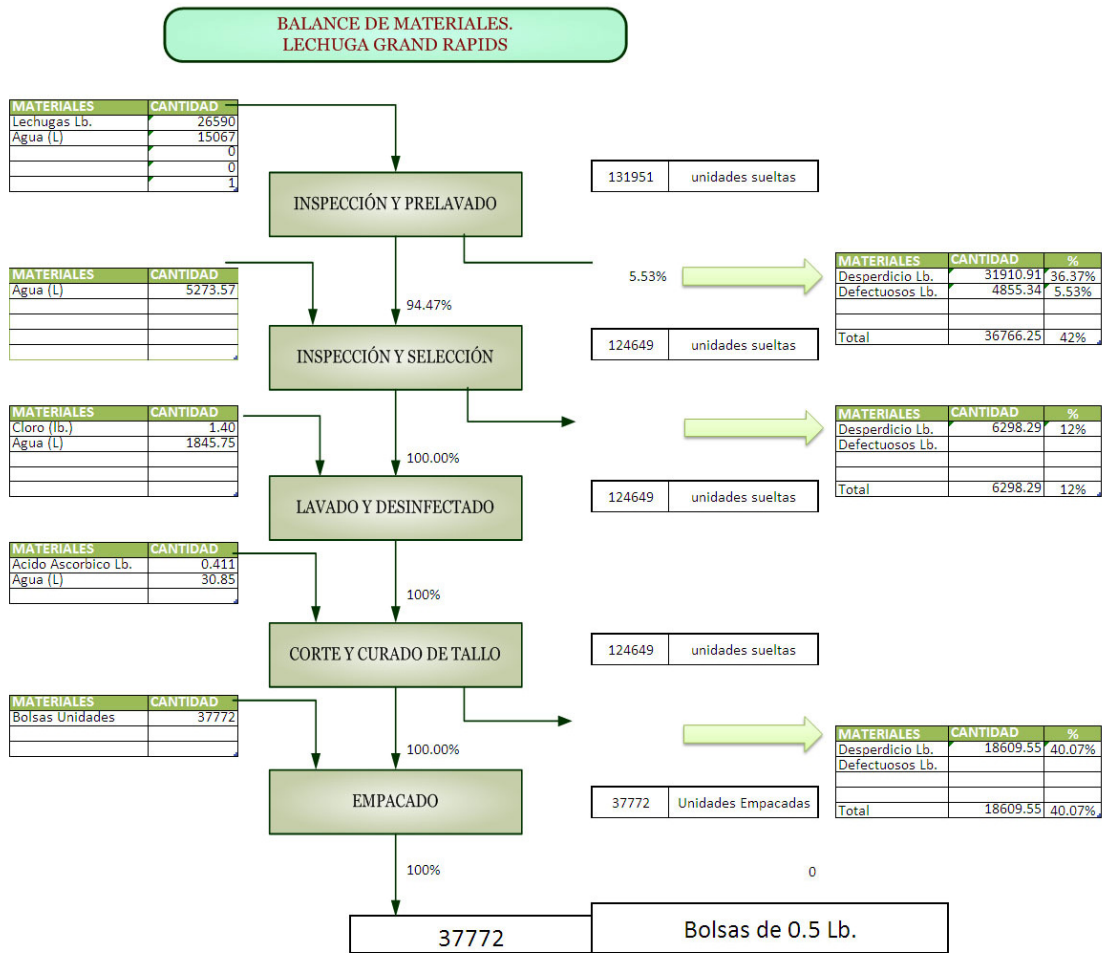 BALANCE DE MATERIALES.
LECHUGA GRAND RAPIDS
MATERIALES CANTIDAD
Lechugas Lb. 26590
Agua (L) 15067
0
0
1
INSPECCIÓN Y PRELAVADO
131951 unidades sueltas
5.53%
MATERIALES CANTIDAD %
Desperdicio Lb. 31910.91 36.37%
Defectuosos Lb. 4855.34 5.53%
Total 36766.25 42%
MATERIALES CANTIDAD
Agua (L) 5273.57
94.47%
INSPECCIÓN Y SELECCIÓN
124649 unidades sueltas
MATERIALES CANTIDAD %
Desperdicio Lb. 6298.29 12%
Defectuosos Lb.
Total 6298.29 12%
MATERIALES CANTIDAD
Cloro (lb.) 1.40
Agua (L) 1845.75
100.00%
LAVADO Y DESINFECTADO
124649 unidades sueltas
MATERIALES CANTIDAD
Acido Ascorbico Lb. 0.411
Agua (L) 30.85
100%
CORTE Y CURADO DE TALLO
124649 unidades sueltas
MATERIALES CANTIDAD
Bolsas Unidades 37772
100.00%
MATERIALES CANTIDAD %
Desperdicio Lb. 18609.55 40.07%
Defectuosos Lb.
Total 18609.55 40.07%
EMPACADO
37772 Unidades Empacadas
100%
0
37772 Bolsas de 0.5 Lb.